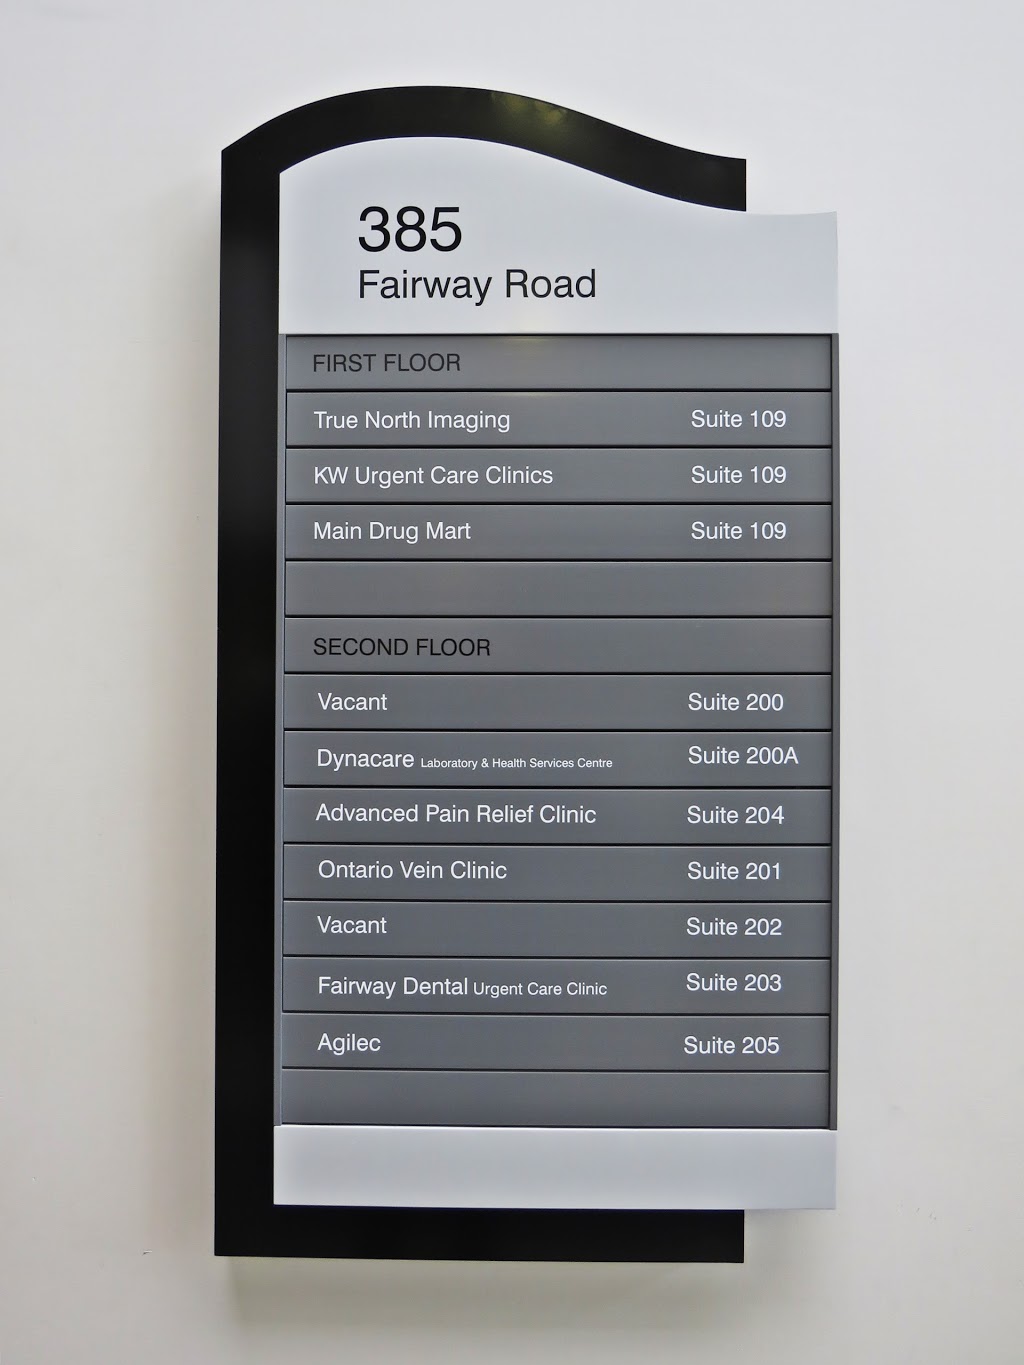 385
Fairway Road
FIRST FLOOR
True North Imaging Suite 109
KW Urgent Care Clinics Suite 109
Main Drug Mart Suite 109
SECOND FLOOR
Vacant Suite 200
Dynacare Laboratory & Health Services Centre Suite 200A
Advanced Pain Relief Clinic Suite 204
Ontario Vein Clinic Suite 201
Vacant Suite 202
Fairway Dental Urgent Care Clinic Suite 203
Agilec Suite 205